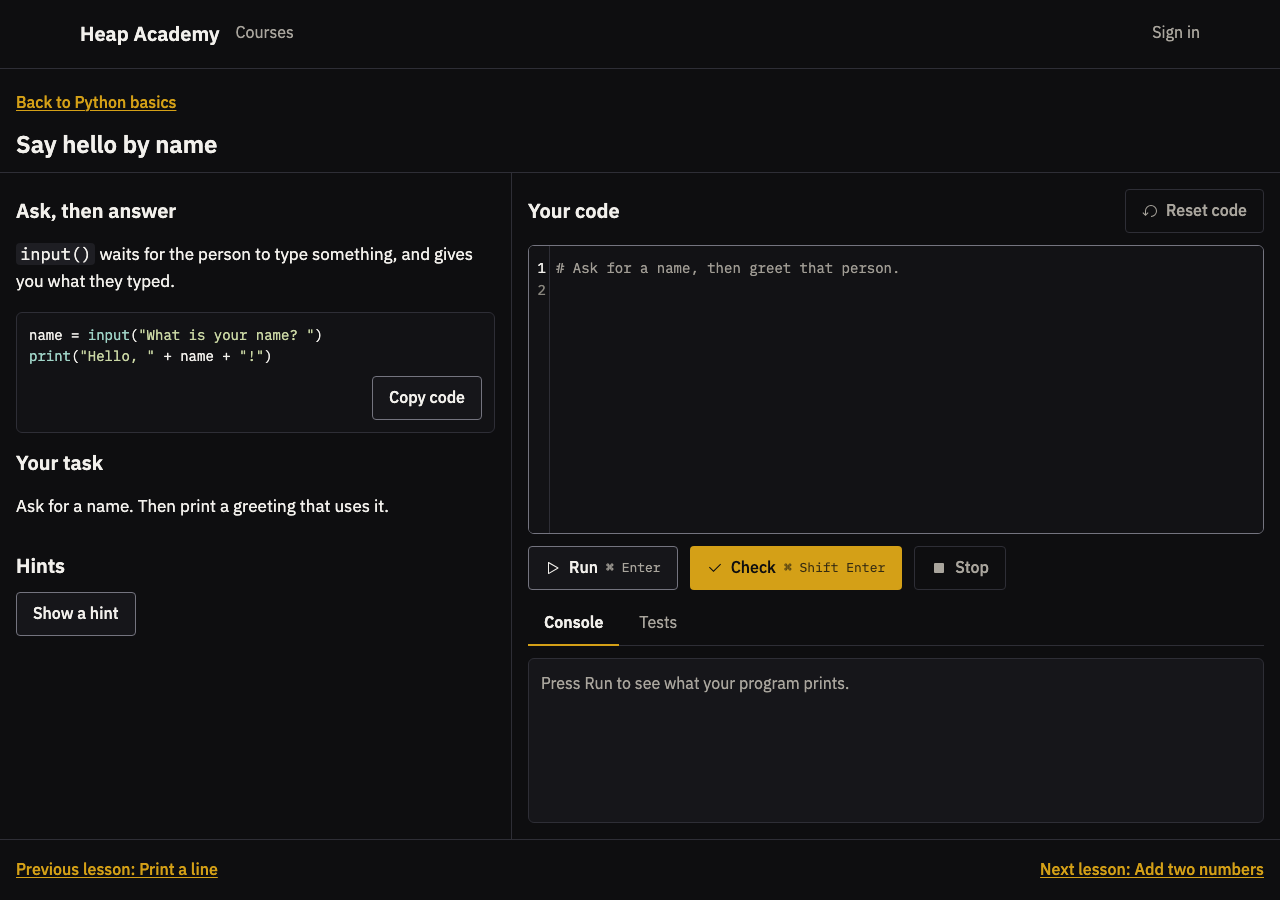 Heap Academy Courses Sign in
Back to Python basics
Say hello by name
Ask, then answer
input() waits for the person to type something, and gives
you what they typed.
name = input("What is your name? ")
print("Hello, " + name + "!")
Copy code
Your task
Ask for a name. Then print a greeting that uses it.
Hints
Show a hint
Your code
Reset code
1 # Ask for a name, then greet that person.
2
Run ⌘ Enter Check ⌘ Shift Enter Stop
Console Tests
Press Run to see what your program prints.
Previous lesson: Print a line
Next lesson: Add two numbers